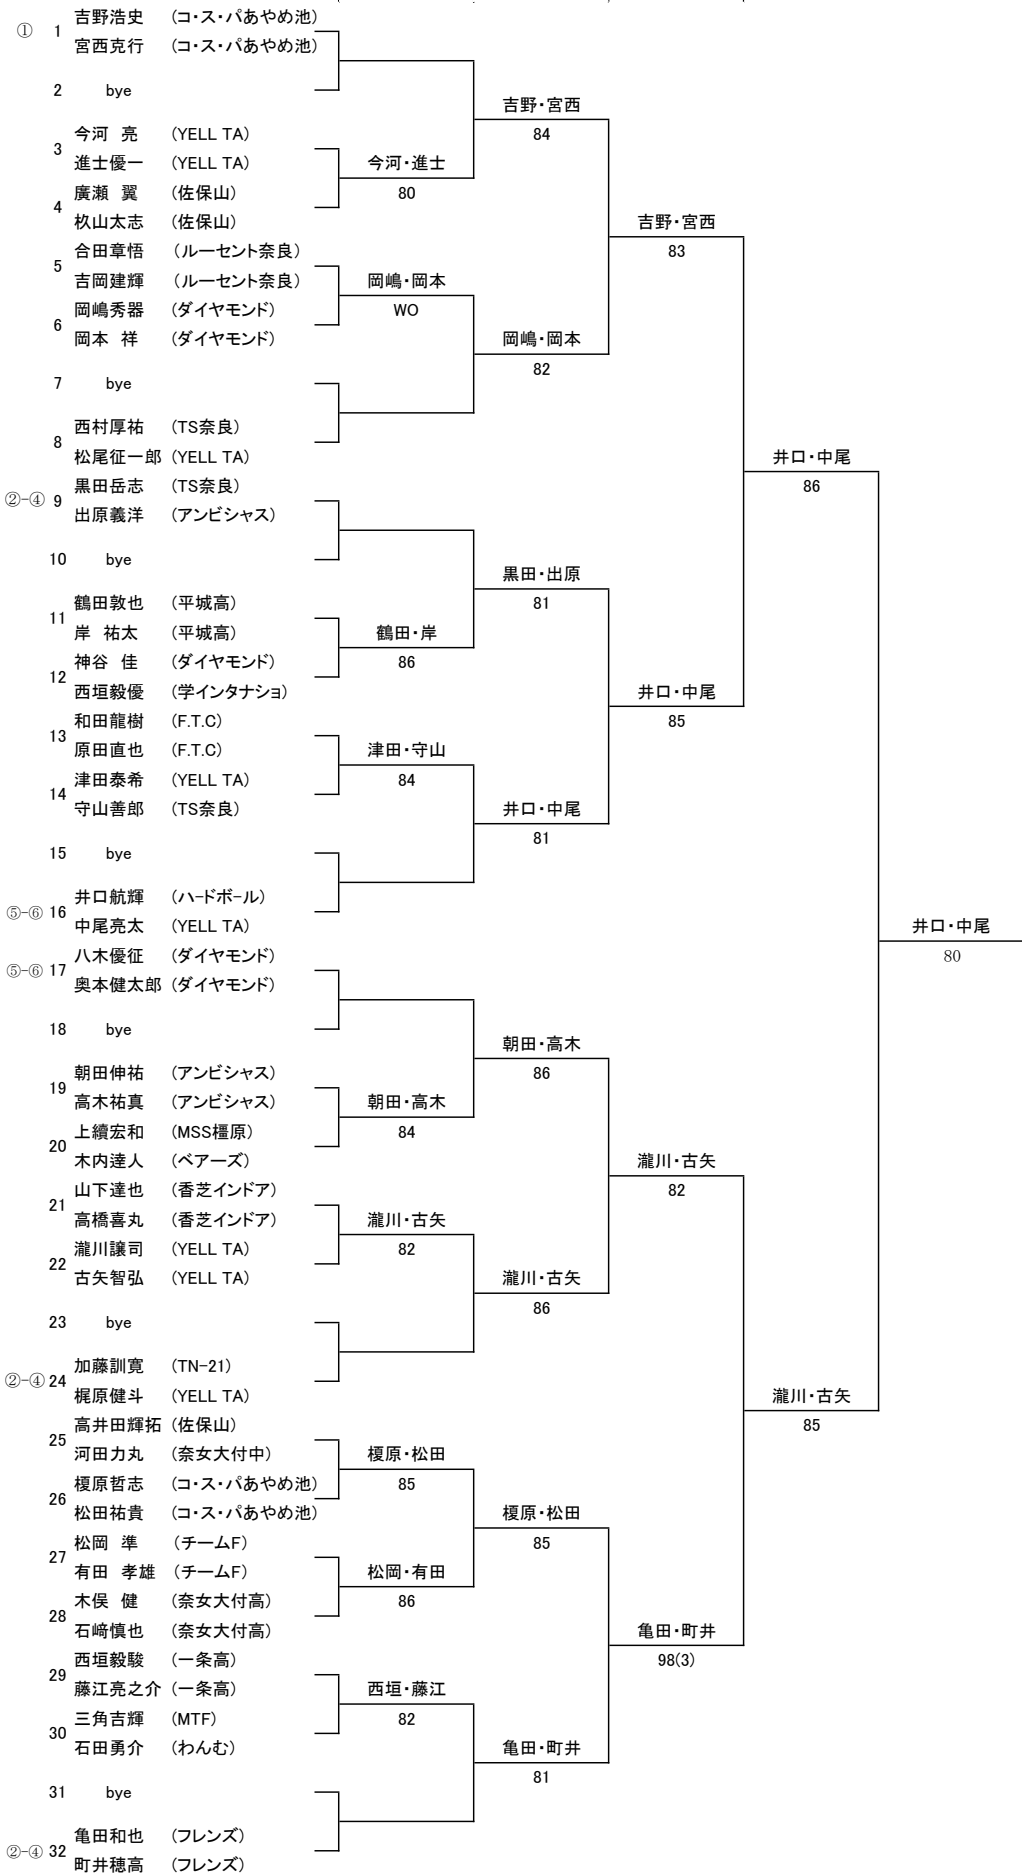 吉野浩史 (コ・ス・パあやめ池)
① 1
宮西克行 (コ・ス・パあやめ池)
2 bye
吉野・宮西
84
今河 亮 (YELL TA)
3
進士優一 (YELL TA)
今河・進士
80
廣瀬 翼 (佐保山)
4
杦山太志 (佐保山)
吉野・宮西
83
合田章悟 (ルーセント奈良)
5
吉岡建輝 (ルーセント奈良)
岡嶋・岡本
WO
岡嶋秀器 (ダイヤモンド)
6
岡本 祥 (ダイヤモンド)
岡嶋・岡本
82
7 bye
西村厚祐 (TS奈良)
8
松尾征一郎 (YELL TA)
井口・中尾
86
黒田岳志 (TS奈良)
②-④ 9
出原義洋 (アンビシャス)
10 bye
黒田・出原
81
鶴田敦也 (平城高)
11
岸 祐太 (平城高)
鶴田・岸
86
神谷 佳 (ダイヤモンド)
12
西垣毅優 (学インタナショ)
井口・中尾
85
和田龍樹 (F.T.C)
13
原田直也 (F.T.C)
津田・守山
84
津田泰希 (YELL TA)
14
守山善郎 (TS奈良)
井口・中尾
81
15 bye
井口航輝 (ハードボール)
⑤-⑥ 16
中尾亮太 (YELL TA)
井口・中尾
80
八木優征 (ダイヤモンド)
⑤-⑥ 17
奥本健太郎 (ダイヤモンド)
18 bye
朝田・高木
86
朝田伸祐 (アンビシャス)
19
高木祐真 (アンビシャス)
朝田・高木
84
上續宏和 (MSS橿原)
20
木内達人 (ベアーズ)
瀧川・古矢
82
山下達也 (香芝インドア)
21
高橋喜丸 (香芝インドア)
瀧川・古矢
82
瀧川譲司 (YELL TA)
22
古矢智弘 (YELL TA)
瀧川・古矢
86
23 bye
加藤訓寛 (TN-21)
②-④ 24
梶原健斗 (YELL TA)
瀧川・古矢
85
高井田輝拓 (佐保山)
25
河田力丸 (奈女大付中)
榎原・松田
85
榎原哲志 (コ・ス・パあやめ池)
26
松田祐貴 (コ・ス・パあやめ池)
榎原・松田
85
松岡 準 (チームF)
27
有田 孝雄 (チームF)
松岡・有田
86
木俣 健 (奈女大付高)
28
石﨑慎也 (奈女大付高)
亀田・町井
98(3)
西垣毅駿 (一条高)
29
藤江亮之介 (一条高)
西垣・藤江
82
三角吉輝 (MTF)
30
石田勇介 (わんむ)
亀田・町井
81
31 bye
亀田和也 (フレンズ)
②-④ 32
町井穂高 (フレンズ)